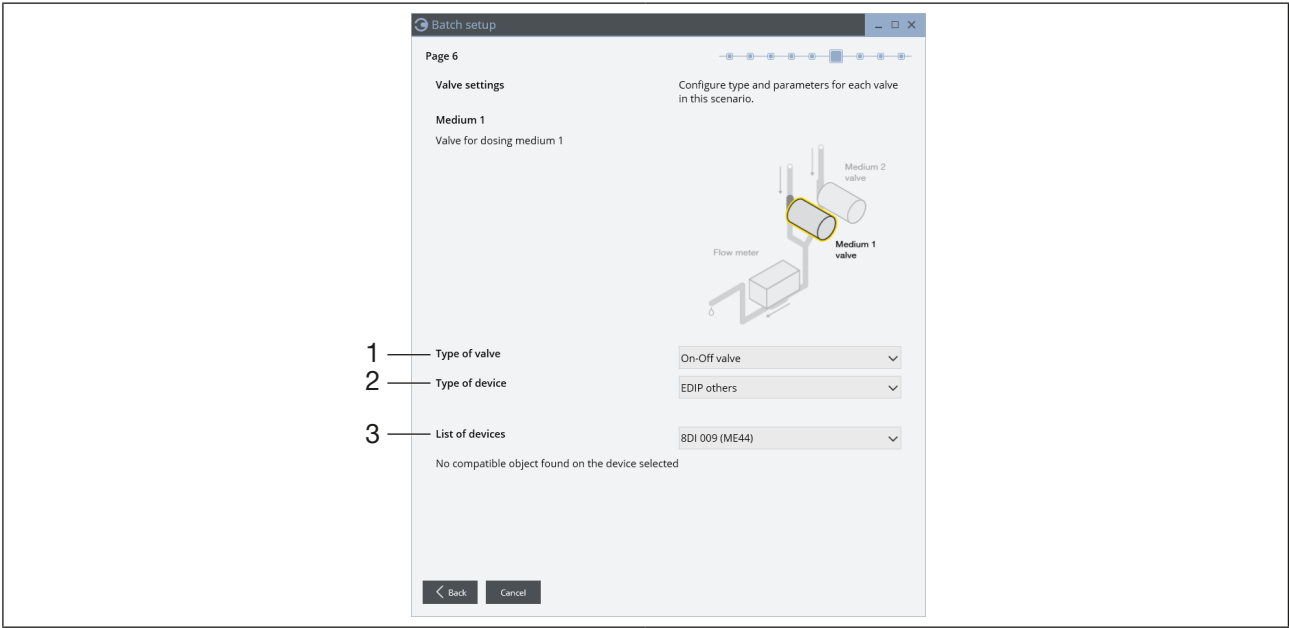 Batch setup
Page 6
Valve settings
Configure type and parameters for each valve
in this scenario.
Medium 1
Valve for dosing medium 1
Medium 2
valve
Medium 1
valve
Flow meter
1
Type of valve
On-Off valve
2
Type of device
EDIP others
3
List of devices
8DI 009 (ME44)
No compatible object found on the device selected
Back
Cancel